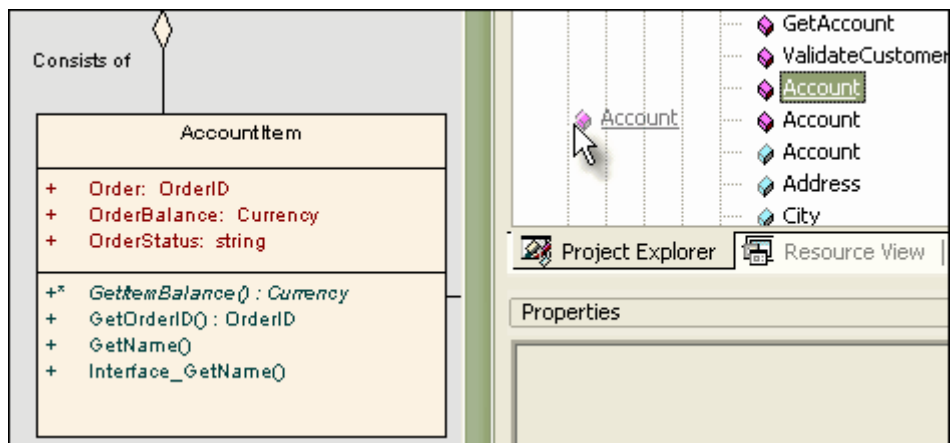 Consists of
AccountItem
+ Order: OrderID
+ OrderBalance: Currency
+ OrderStatus: string
+* GetItemBalance() : Currency
+ GetOrderID() : OrderID
+ GetName()
+ Interface_GetName()
GetAccount
ValidateCustomer
Account
Account
Account
Account
Address
City
Project Explorer
Resource View
Properties